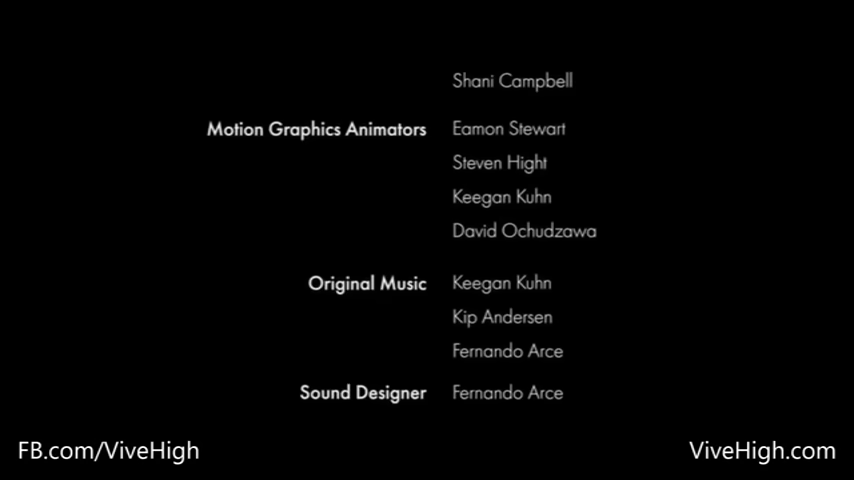 Shani Campbell
Motion Graphics Animators Eamon Stewart
Steven Hight
Keegan Kuhn
David Ochudzawa
Original Music Keegan Kuhn
Kip Andersen
Fernando Arce
Sound Designer Fernando Arce
FB.com/ViveHigh ViveHigh.com